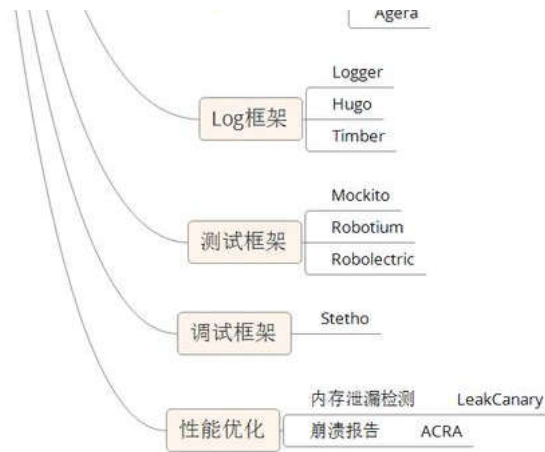 Agera
Log框架
Logger
Hugo
Timber
测试框架
Mockito
Robotium
Robolectric
调试框架
Stetho
性能优化
内存泄漏检测 LeakCanary
崩溃报告 ACRA